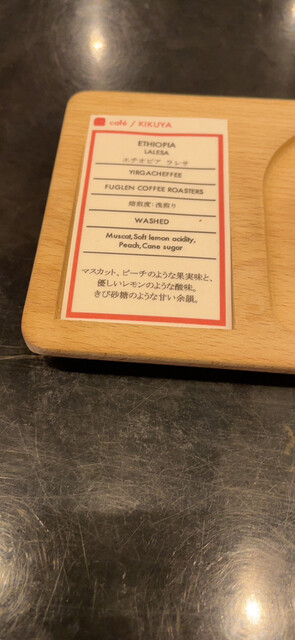 café / KIKUYA
ETHIOPIA
LALESA
エチオピア ラレサ
YIRGACHEFFEE
FUGLEN COFFEE ROASTERS
焙煎度：浅煎り
WASHED
Muscat,Soft lemon acidity,
Peach,Cane sugar
マスカット、ピーチのような果実味と、
優しいレモンのような酸味。
きび砂糖のような甘い余韻。